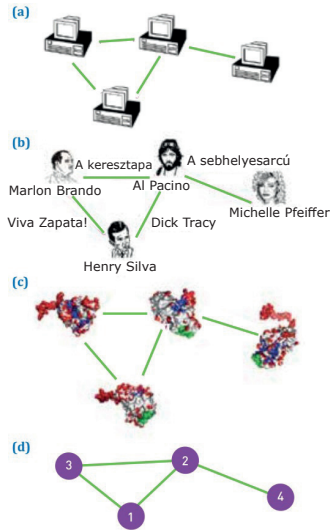 (a)
(b)
A keresztapa
A sebhelyesarcú
Marlon Brando
Al Pacino
Michelle Pfeiffer
Viva Zapata!
Dick Tracy
Henry Silva
(c)
(d)
3
2
1
4